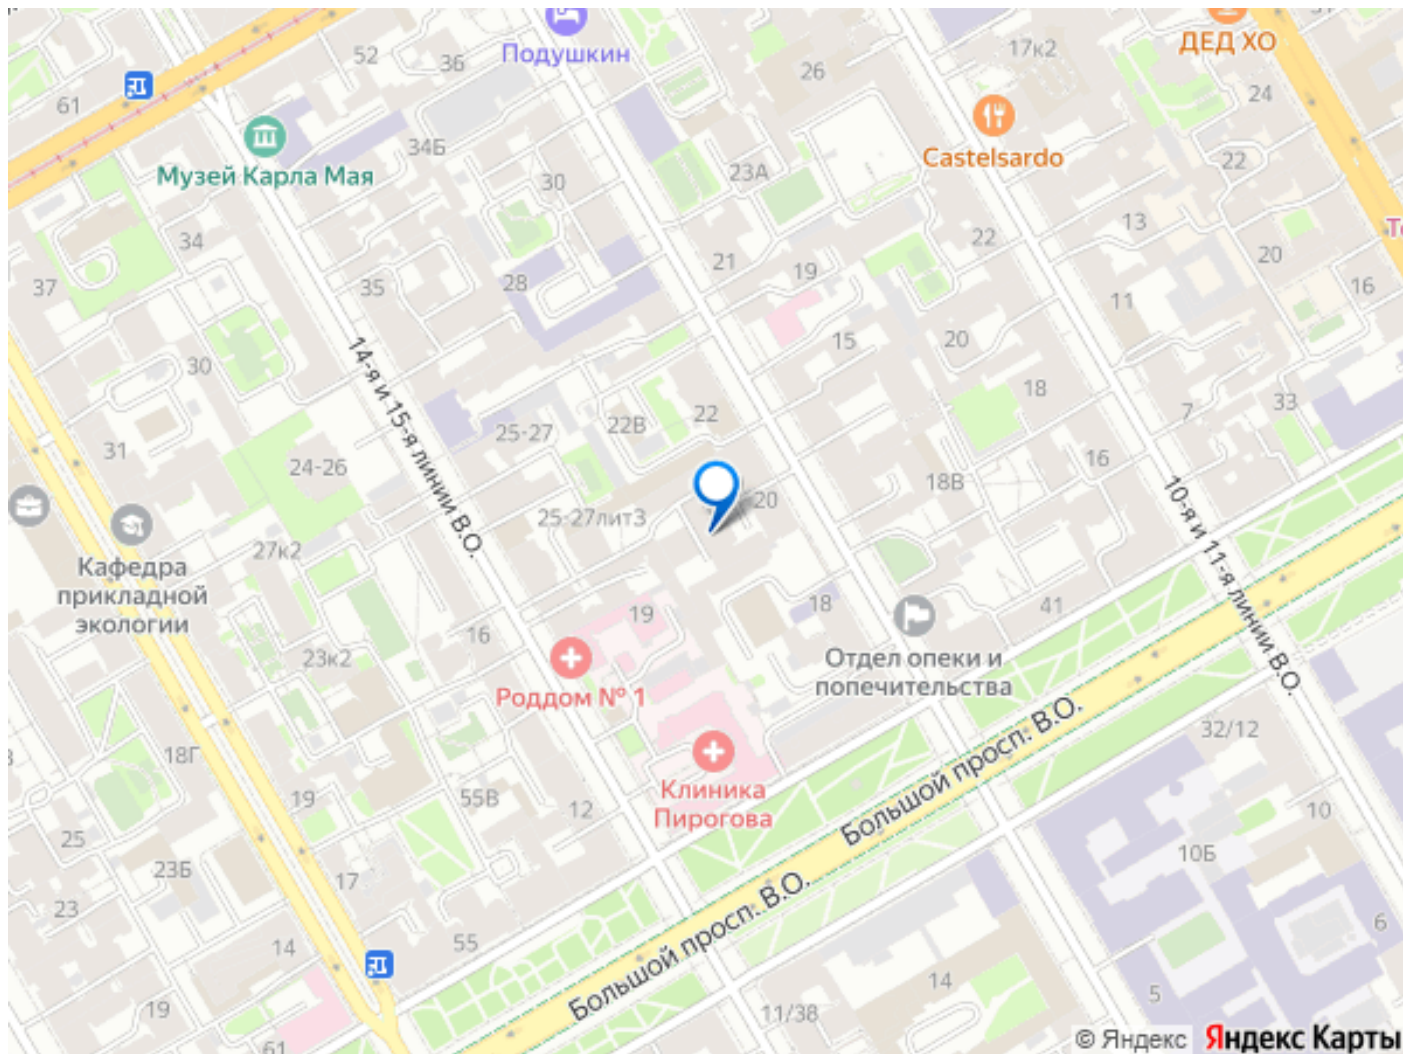 52
36
Подушкин
17к2
ДЕД ХО
26
61
24
34Б
Castelsardo
Музей Карла Мая
30
23А
22
34
13
22
21
19
20
37
35
28
11
16
15
20
30
18
14-я и 15-я линии В.О.
22В
22
7
33
25-27
31
24-26
16
18В
20
25-27лит3
10-я и 11-я линии В.О.
27к2
Кафедра
прикладной
экологии
19
18
41
16
23к2
Отдел опеки и
попечительства
Роддом № 1
Большой просп. В.О.
32/12
18Г
Клиника
Пирогова
19
55В
12
10
25
10Б
23Б
17
Большой просп. В.О.
23
6
14
55
14
5
19
11/38
61
© Яндекс
Яндекс Карты